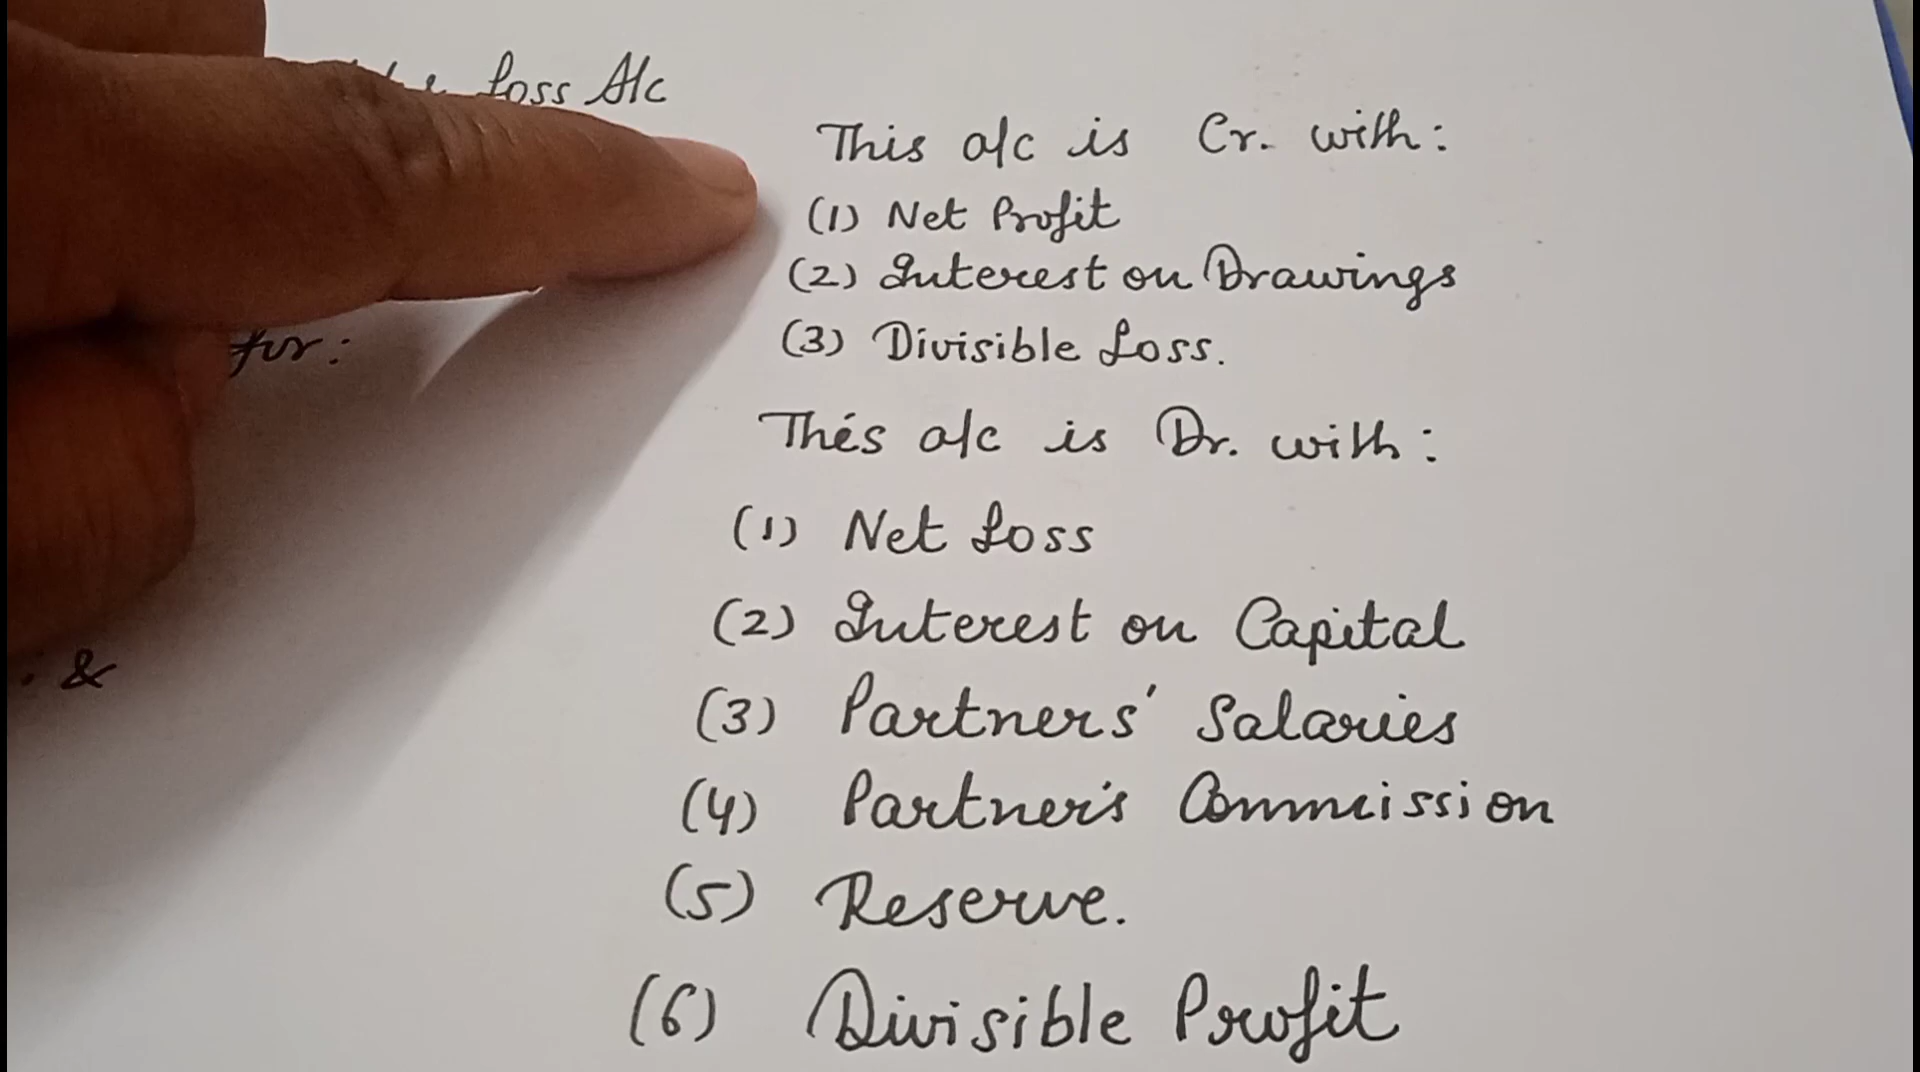 Loss A/c
This a/c is Cr. with:
(1) Net Profit
(2) Interest on Drawings
(3) Divisible Loss.
for:
This a/c is Dr. with:
(1) Net Loss
(2) Interest on Capital
&
(3) Partners' Salaries
(4) Partner's Commission
(5) Reserve.
(6) Divisible Profit